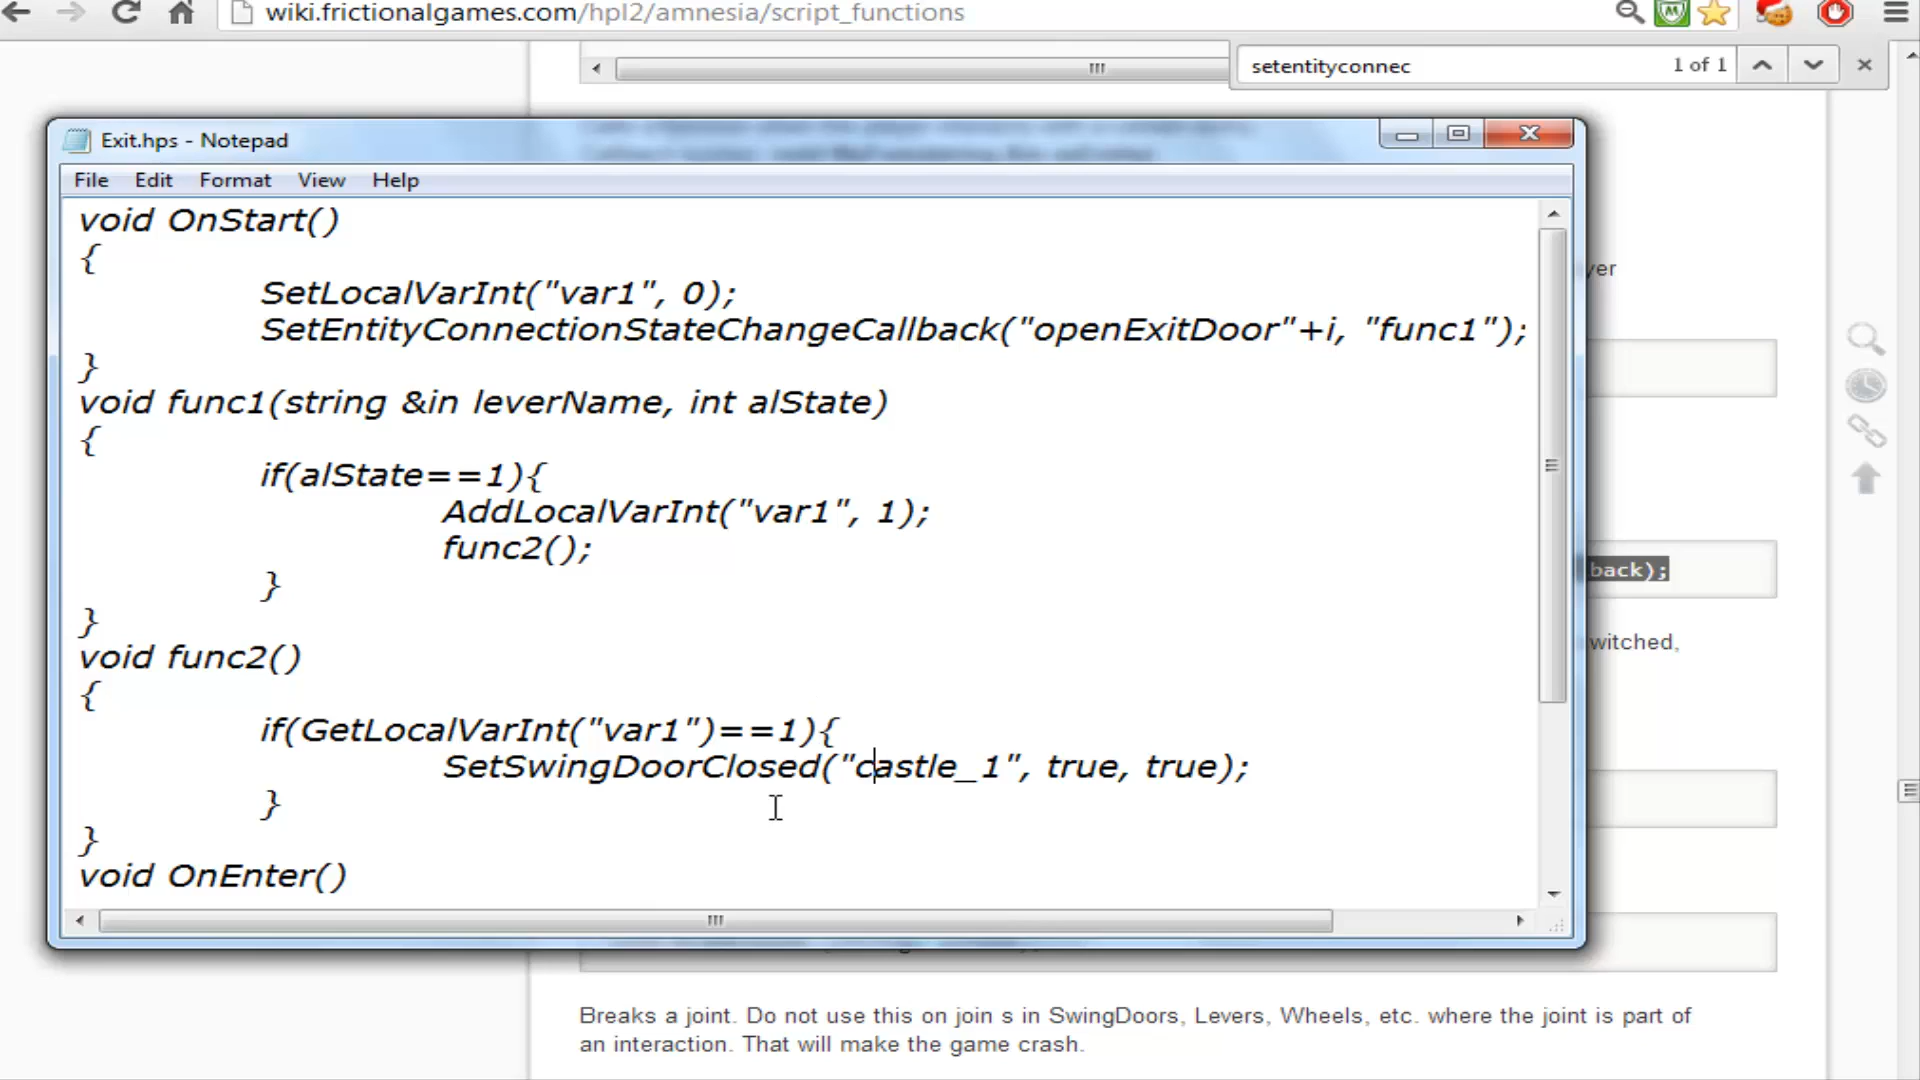 wiki.frictionalgames.com/hpl2/amnesia/script_functions
setentityconnec 1 of 1
Exit.hps - Notepad
File Edit Format View Help
void OnStart()
{
SetLocalVarInt("var1", 0);
SetEntityConnectionStateChangeCallback("openExitDoor"+i, "func1");
}
void func1(string &in leverName, int alState)
{
if(alState==1){
AddLocalVarInt("var1", 1);
func2();
}
}
void func2()
{
if(GetLocalVarInt("var1")==1){
SetSwingDoorClosed("castle_1", true, true);
}
}
void OnEnter()
yer
back);
witched,
Breaks a joint. Do not use this on join s in SwingDoors, Levers, Wheels, etc. where the joint is part of
an interaction. That will make the game crash.